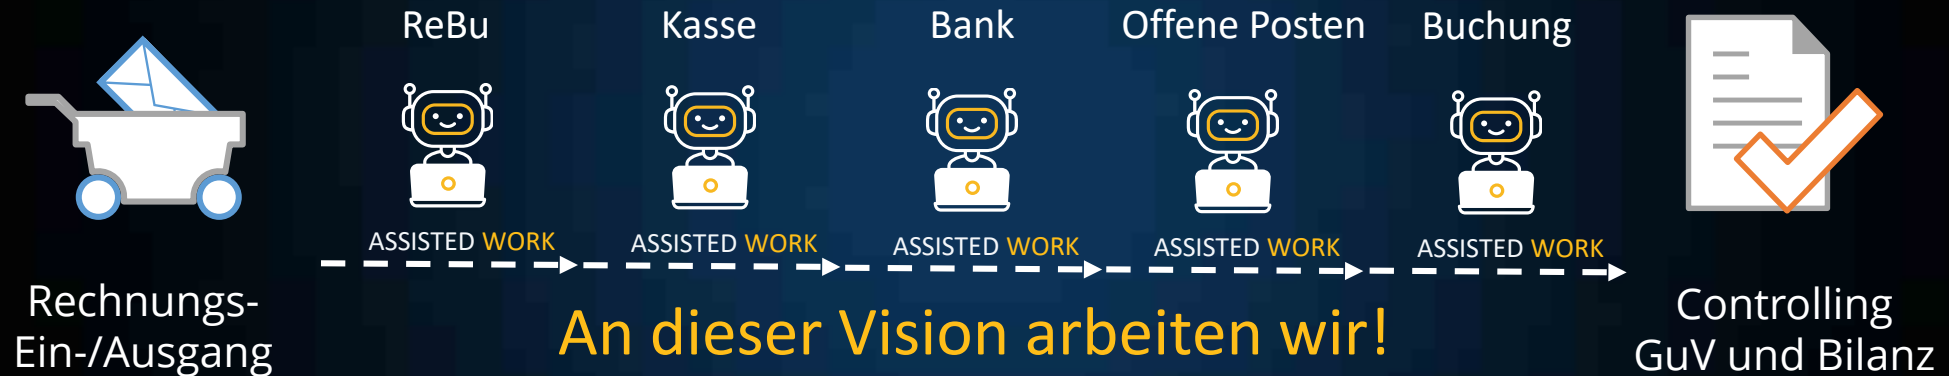 ReBu
Kasse
Bank
Offene Posten
Buchung
ASSISTED WORK
ASSISTED WORK
ASSISTED WORK
ASSISTED WORK
ASSISTED WORK
Rechnungs-
Ein-/Ausgang
An dieser Vision arbeiten wir!
Controlling
GuV und Bilanz